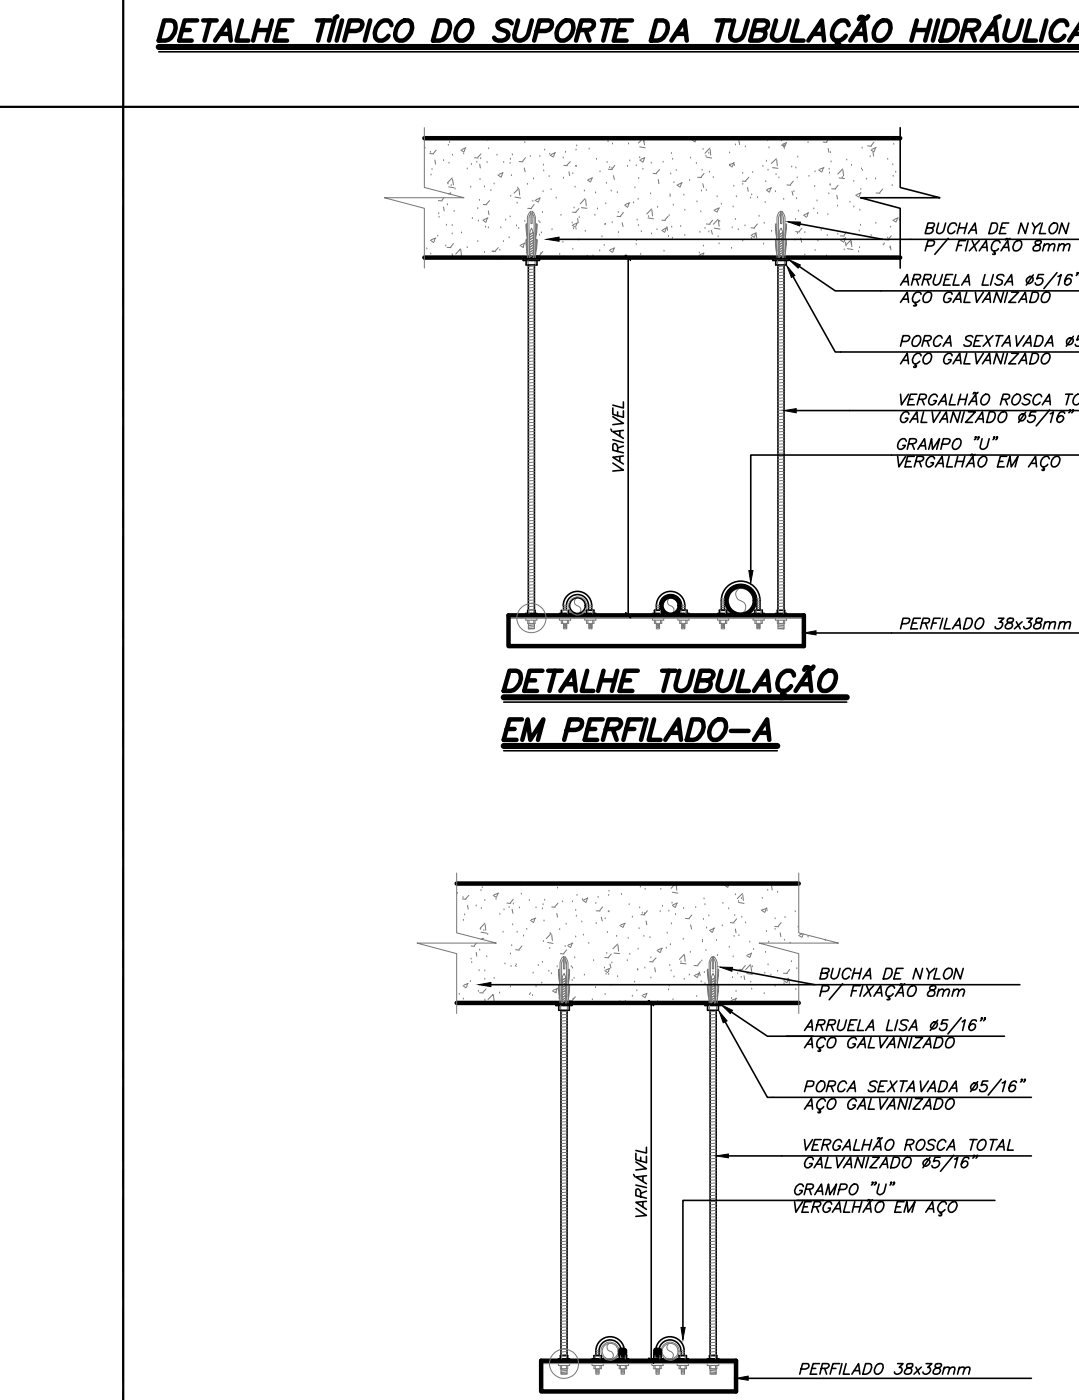 DETALHE TÍIPICO DO SUPORTE DA TUBULAÇÃO HIDRÁULICA
BUCHA DE NYLON
P/ FIXAÇÃO 8mm
ARRUELA LISA ø5/16"
AÇO GALVANIZADO
PORCA SEXTAVADA
AÇO GALVANIZADO
VERGALHÃO ROSCA
GALVANIZADO ø5/16"
GRAMPO "U"
VERGALHÃO EM AÇO
VARIÁVEL
PERFILADO 38x38mm
DETALHE TUBULAÇÃO
EM PERFILADO-A
BUCHA DE NYLON
P/ FIXAÇÃO 8mm
ARRUELA LISA ø5/16"
AÇO GALVANIZADO
PORCA SEXTAVADA ø5/16"
AÇO GALVANIZADO
VERGALHÃO ROSCA TOTAL
GALVANIZADO ø5/16"
GRAMPO "U"
VERGALHÃO EM AÇO
VARIÁVEL
PERFILADO 38x38mm